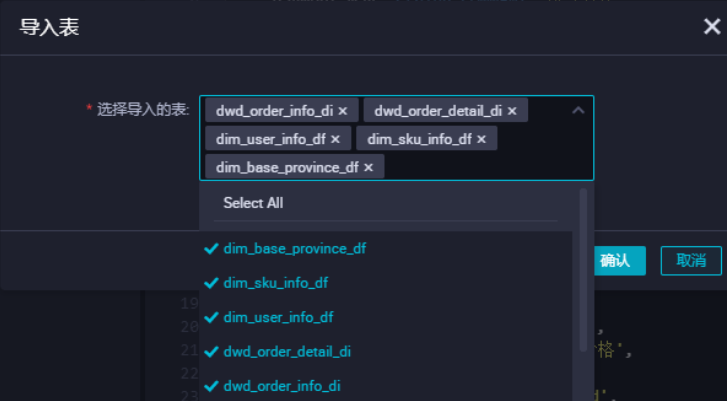 导入表
* 选择导入的表:
dwd_order_info_di × dwd_order_detail_di ×
dim_user_info_df × dim_sku_info_df ×
dim_base_province_df ×
Select All
dim_base_province_df
确认 取消
dim_sku_info_df
19
dim_user_info_df
20 ,
21 格',
dwd_order_detail_di
22
dwd_order_info_di
23